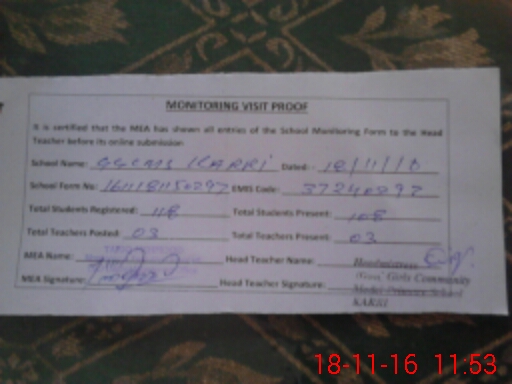 MONITORING VISIT PROOF
It is certified that the MEA has shown all entries of the School Monitoring Form to the Head
Teacher before its online submission
School Name: GGCMS KARRI Dated: 18/11/16
School Form No: EMIS Code: 37240292
Total Students Registered: 118 Total Students Present: 108
Total Teachers Posted: 03 Total Teachers Present: 03
MEA Name: Head Teacher Name: Headmistress
MEA Signature: Head Teacher Signature: Govt. Girls Community
Model Primary School
KARRI
18-11-16 11:53